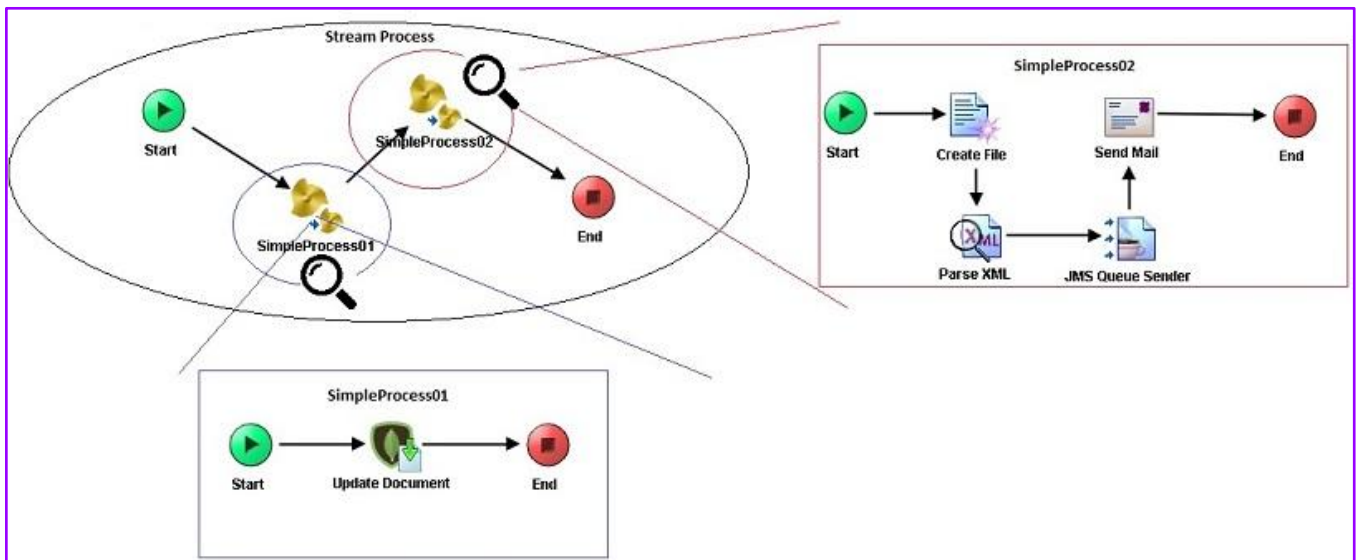 Stream Process
Start
SimpleProcess02
SimpleProcess01
End
SimpleProcess02
Start
Create File
Send Mail
End
Parse XML
JMS Queue Sender
XML
SimpleProcess01
Start
Update Document
End